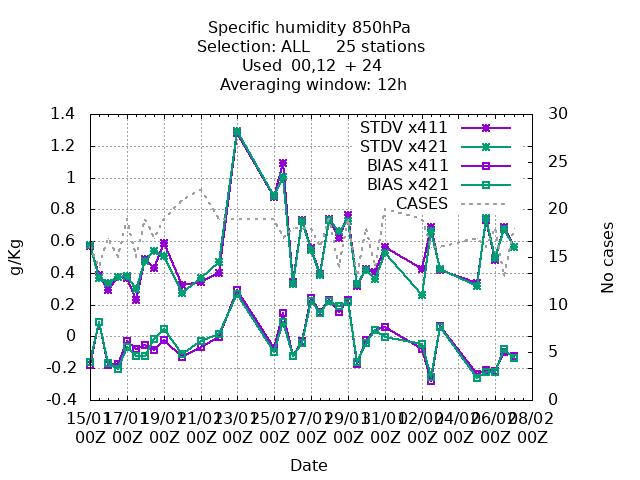 Specific humidity 850hPa
Selection: ALL 25 stations
Used 00,12 + 24
Averaging window: 12h
STDV x411
STDV x421
BIAS x411
BIAS x421
CASES
1.4
1.2
1
0.8
0.6
0.4
0.2
0
-0.2
-0.4
g/Kg
30
25
20
15
10
5
0
No cases
15/01 17/01 19/01 21/01 23/01 25/01 27/01 29/01 31/01 02/02 04/02 06/02 08/02
00Z 00Z 00Z 00Z 00Z 00Z 00Z 00Z 00Z 00Z 00Z 00Z 00Z
Date